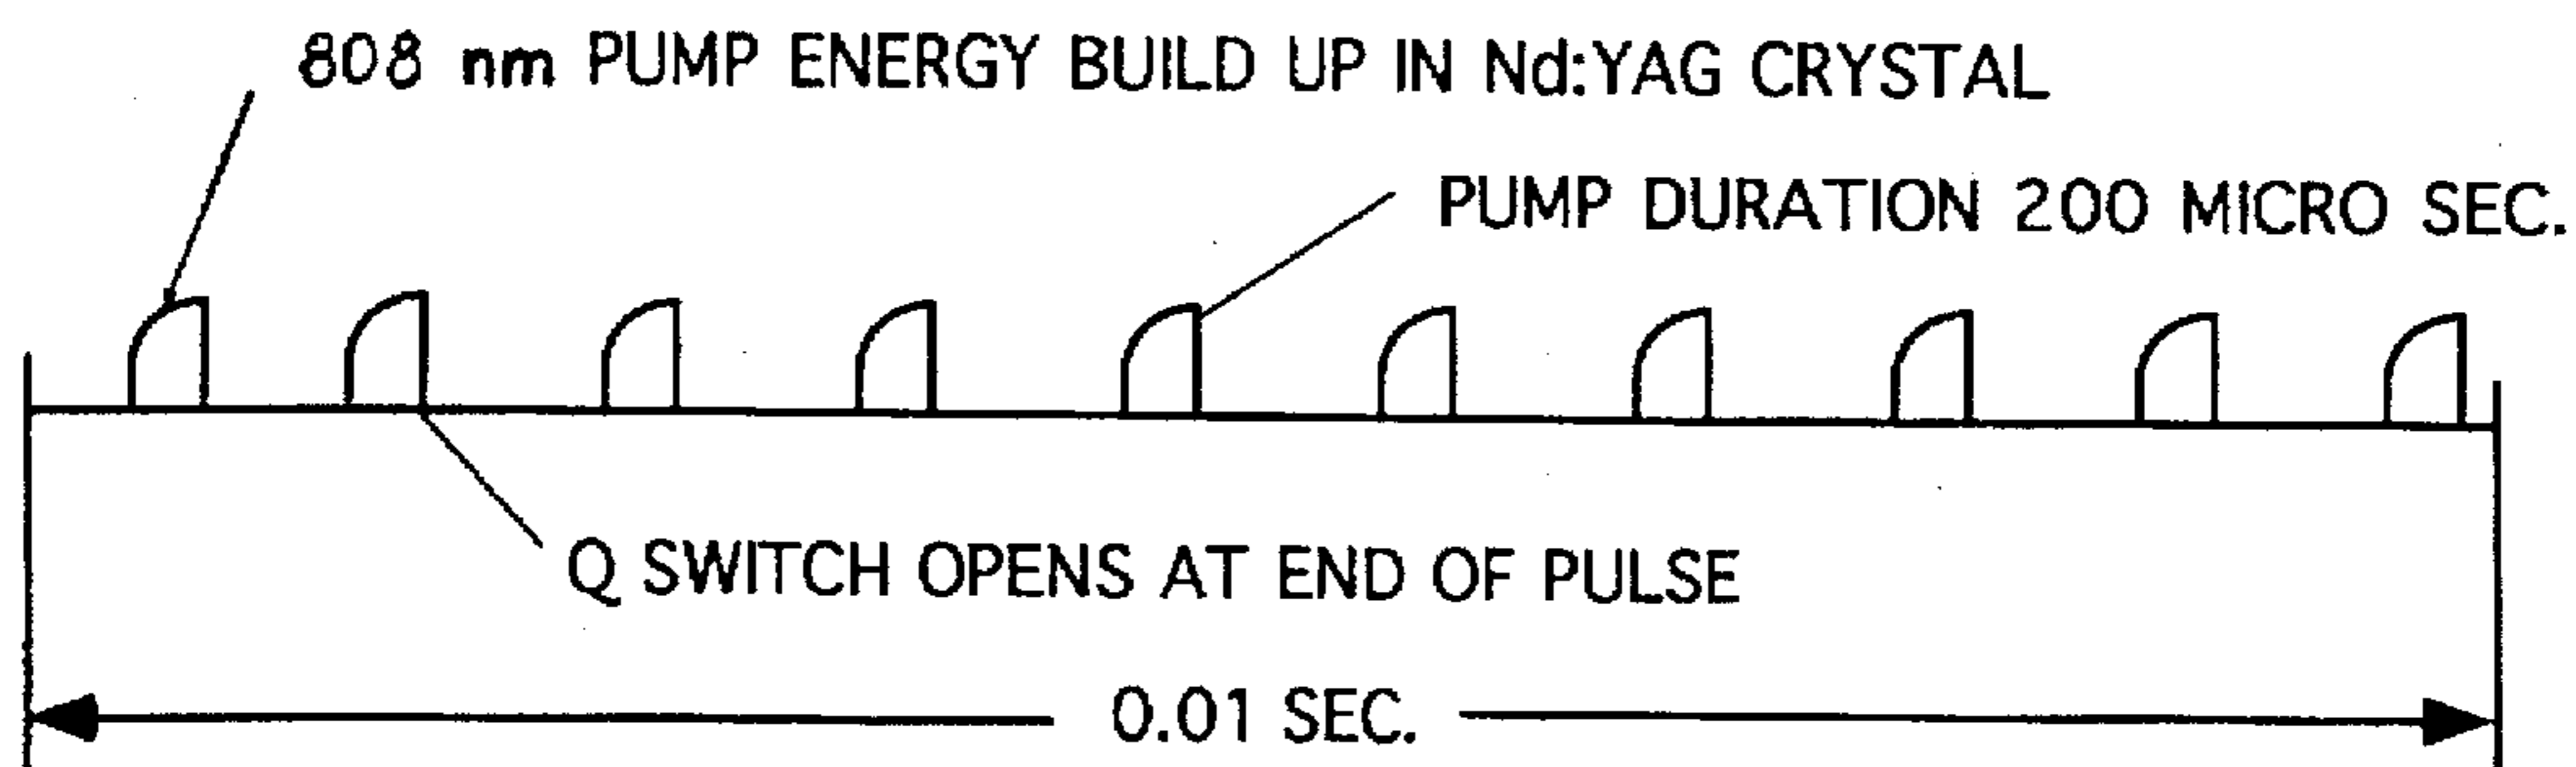 808 nm PUMP ENERGY BUILD UP IN Nd:YAG CRYSTAL
PUMP DURATION 200 MICRO SEC.
Q SWITCH OPENS AT END OF PULSE
0.01 SEC.